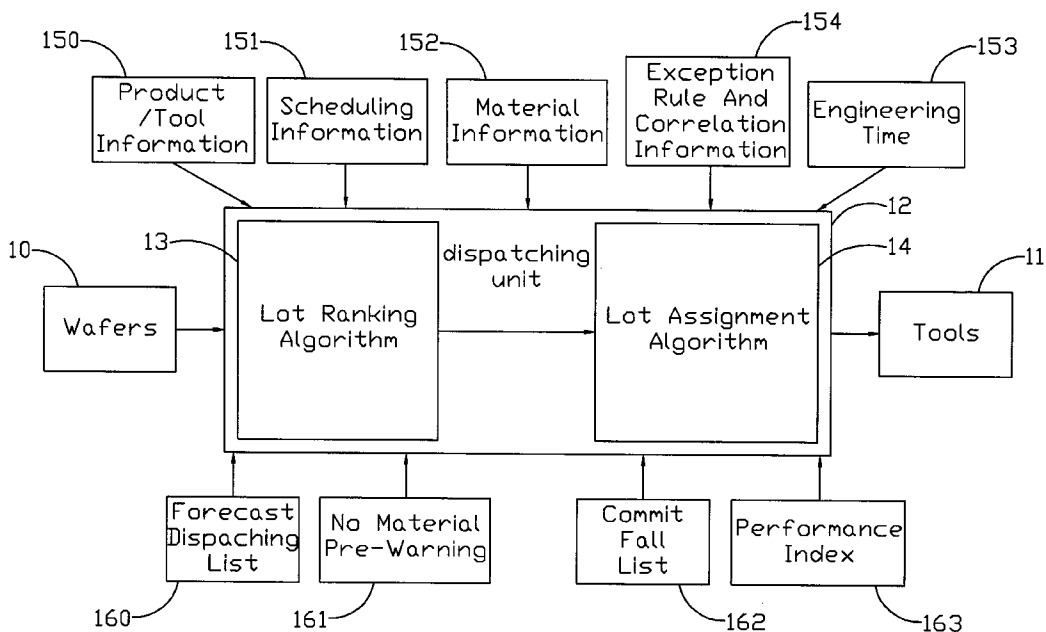 150
151
152
154
153
Product
/Tool
Information
Scheduling
Information
Material
Information
Exception
Rule And
Correlation
Information
Engineering
Time
10
13
12
14
11
Wafers
Lot Ranking
Algorithm
dispatching
unit
Lot Assignment
Algorithm
Tools
Forecast
Dispaching
List
No Material
Pre-Warning
Commit
Fall
List
Performance
Index
160
161
162
163